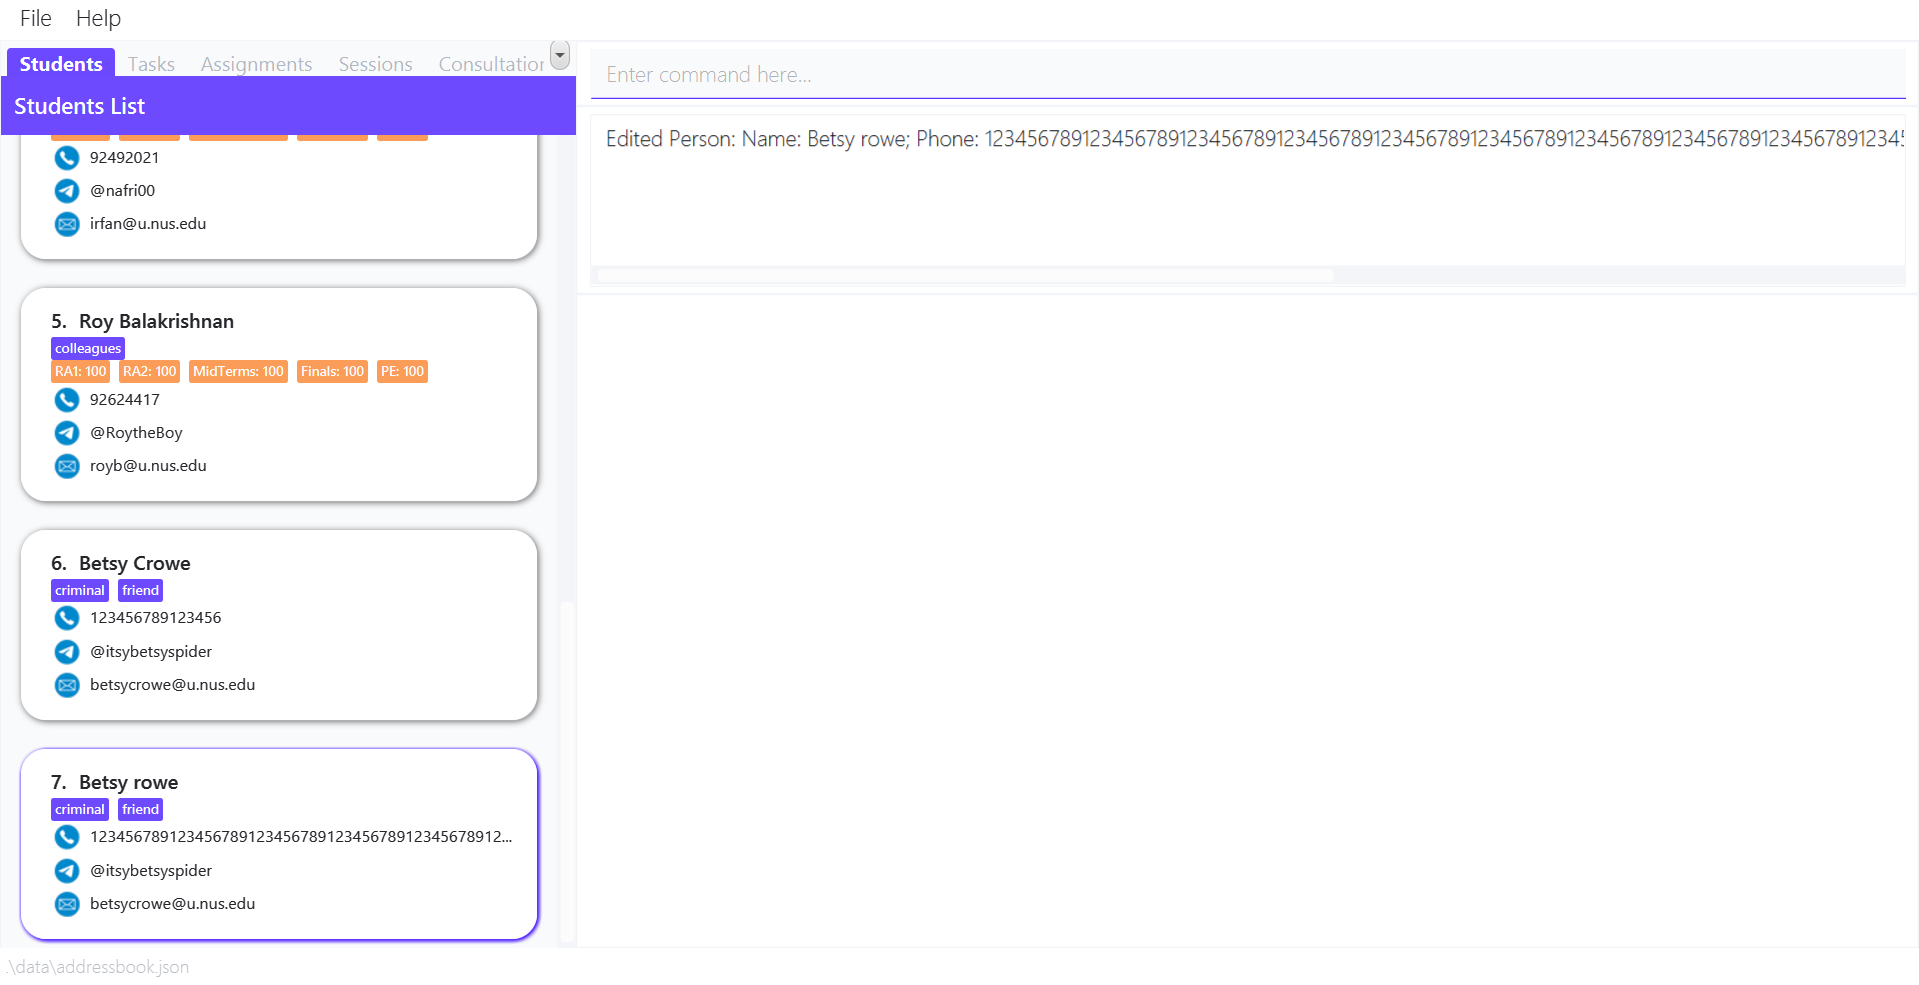 File Help
Students Tasks Assignments Sessions Consultation
Students List
92492021
@nafri00
irfan@u.nus.edu
5. Roy Balakrishnan
colleagues
RA1: 100 RA2: 100 MidTerms: 100 Finals: 100 PE: 100
92624417
@RoytheBoy
royb@u.nus.edu
6. Betsy Crowe
criminal friend
123456789123456
@itsybetsyspider
betsycrowe@u.nus.edu
7. Betsy rowe
criminal friend
12345678912345678912345678912345678912345678912...
@itsybetsyspider
betsycrowe@u.nus.edu
Enter command here...
Edited Person: Name: Betsy rowe; Phone: 12345678912345678912345678912345678912345678912345678912345678912345678912345678912345678912345
.\data\addressbook.json